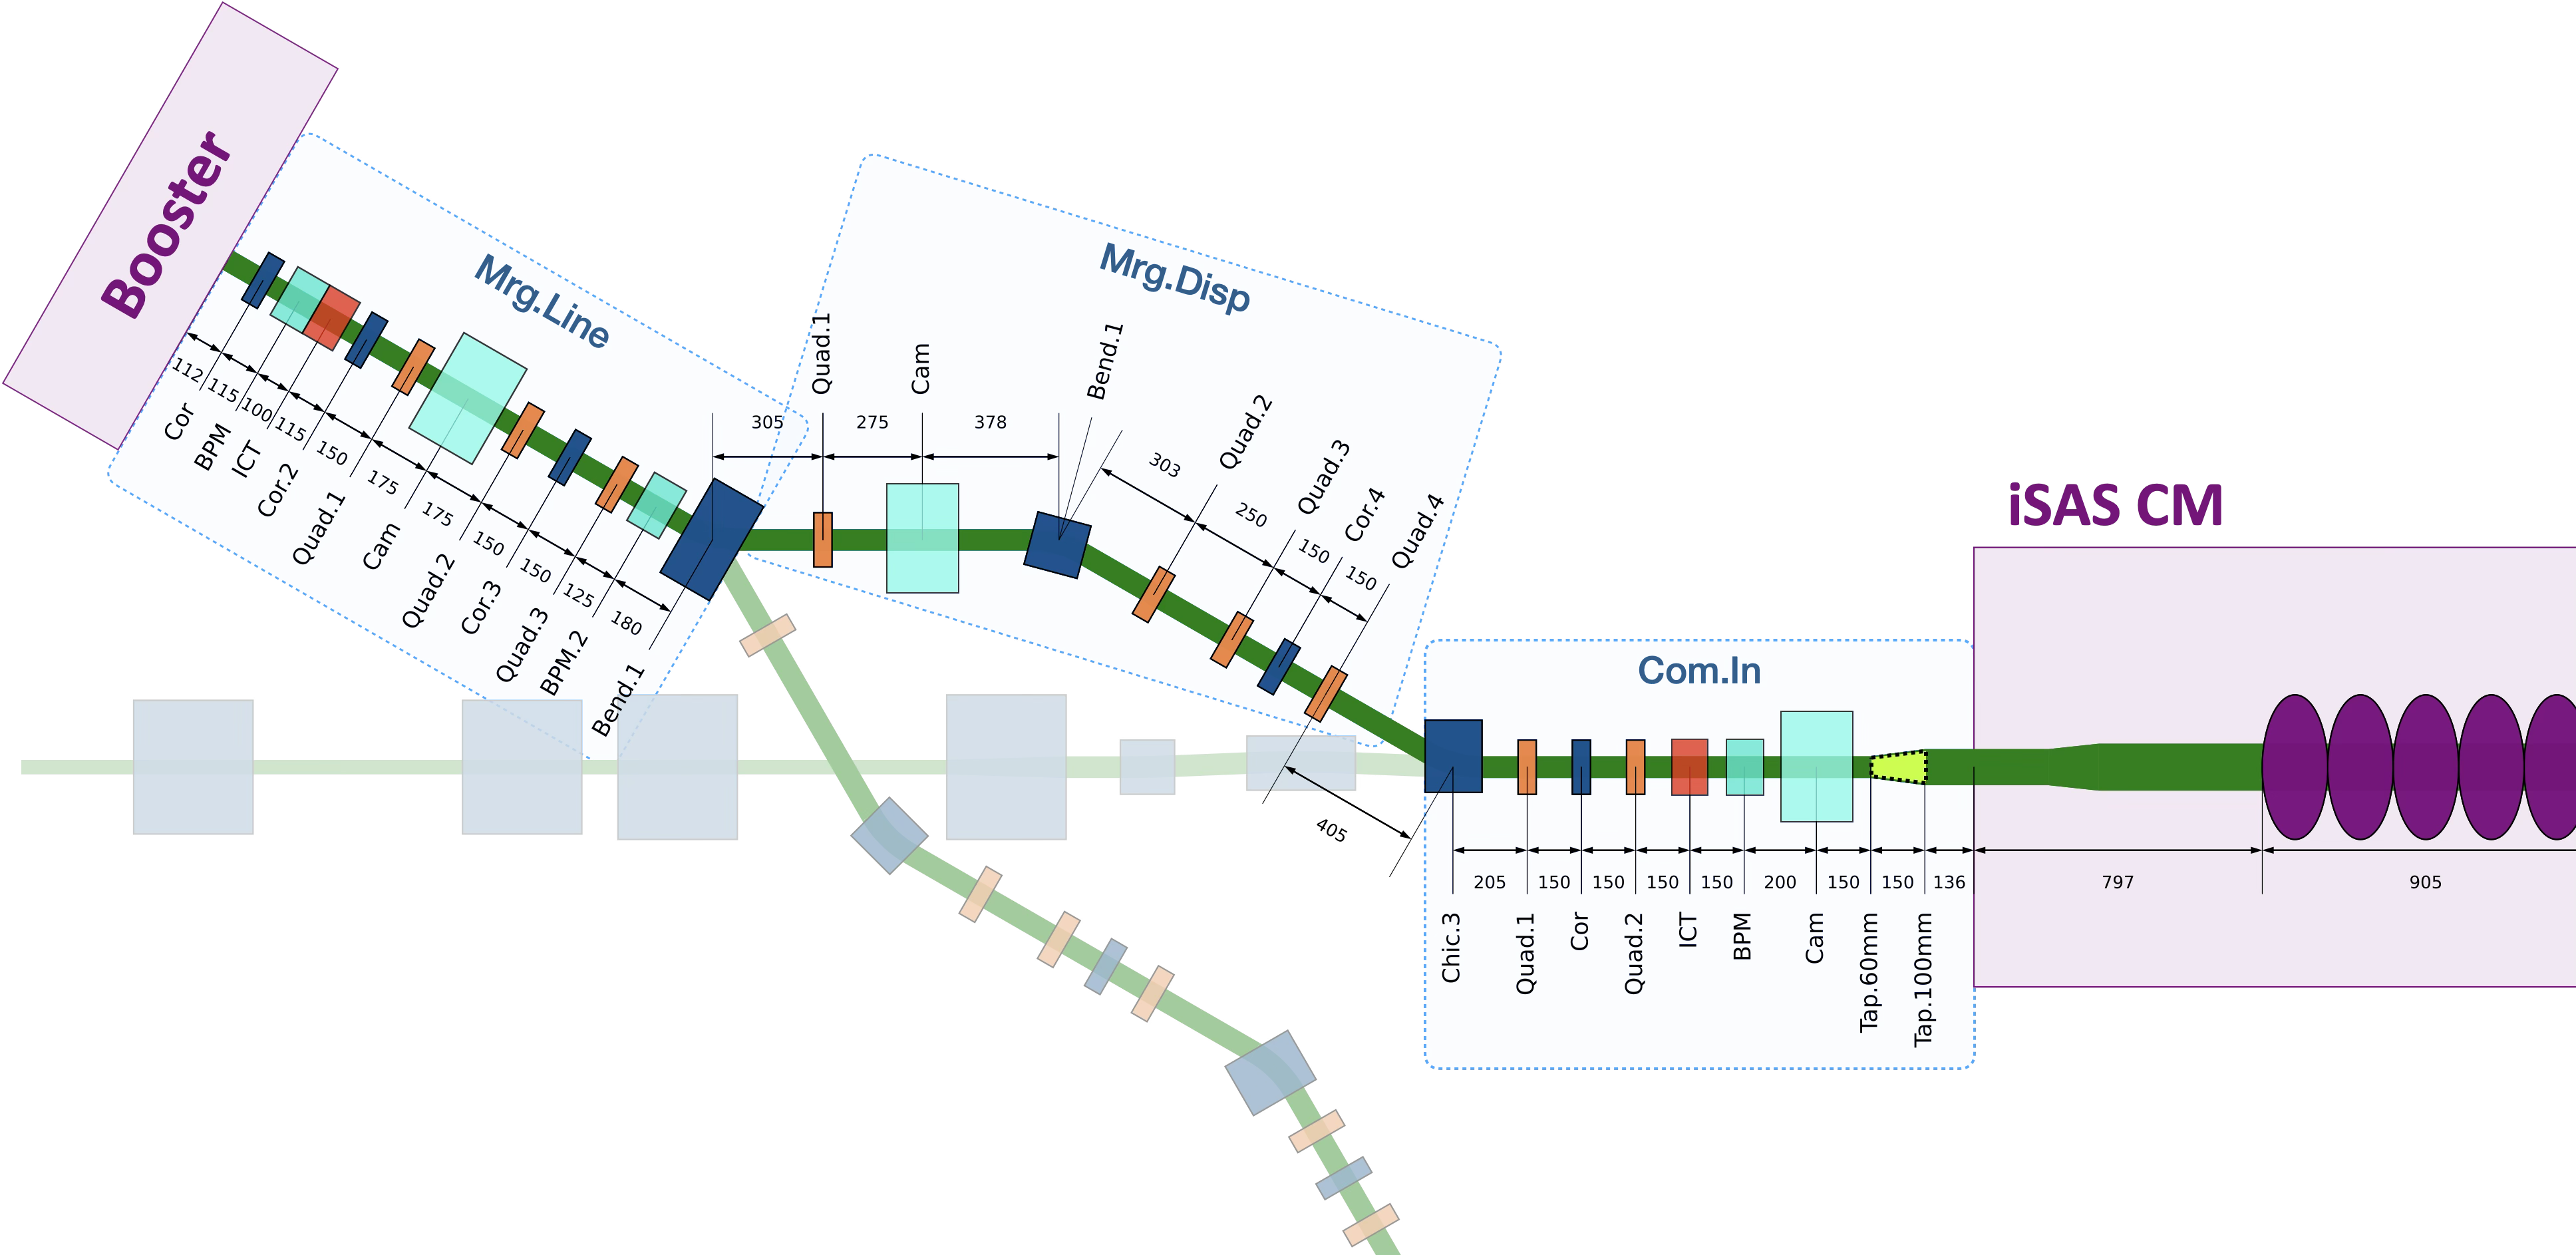 Booster
Mrg.Line
112
115
100
115
150
175
175
150
150
125
180
Cor
BPM
ICT
Cor.2
Quad.1
Cam
Quad.2
Cor.3
Quad.3
BPM.2
Bend.1
Mrg.Disp
Quad.1
Cam
Bend.1
Quad.2
Quad.3
Cor.4
Quad.4
305
275
378
303
250
150
150
405
Com.In
205
150
150
150
150
200
150
150
136
Chic.3
Quad.1
Cor
Quad.2
ICT
BPM
Cam
Tap.60mm
Tap.100mm
iSAS CM
797
905